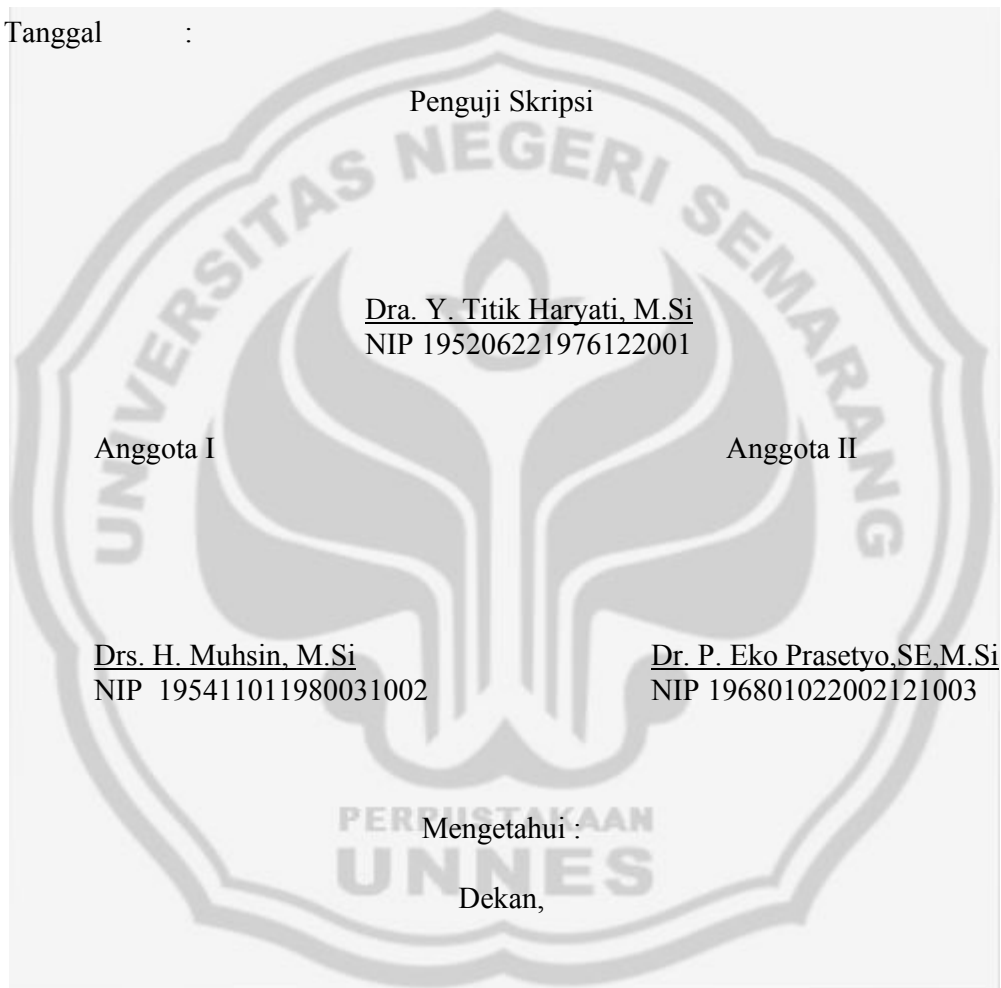 Tanggal :
Penguji Skripsi
UNIVERSITAS NEGERI SEMARANG
Dra. Y. Titik Haryati, M.Si
NIP 195206221976122001
Anggota I Anggota II
Drs. H. Muhsin, M.Si Dr. P. Eko Prasetyo,SE,M.Si
NIP 195411011980031002 NIP 196801022002121003
PERPUSTAKAAN
Mengetahui :
UNNES
Dekan,